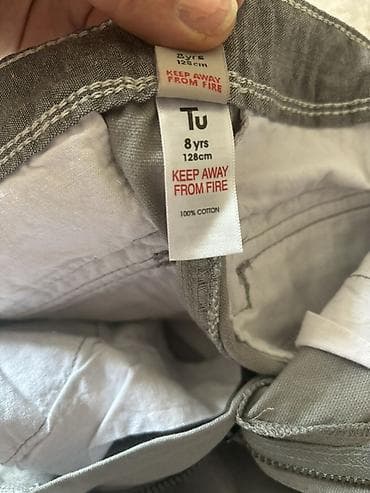 8yrs
128cm
KEEP AWAY
FROM FIRE
Tu
8 yrs
128cm
KEEP AWAY
FROM FIRE
100% COTTON